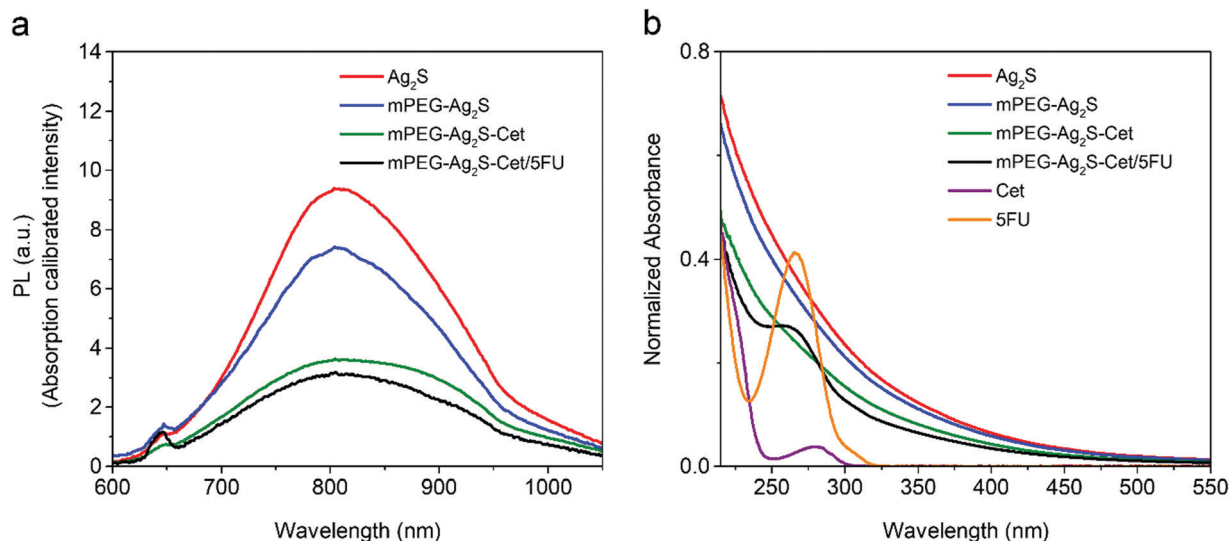 a
14
12
10
8
6
4
2
0
PL (a.u.)
(Absorption calibrated intensity)
Ag₂S
mPEG-Ag₂S
mPEG-Ag₂S-Cet
mPEG-Ag₂S-Cet/5FU
600 700 800 900 1000
Wavelength (nm)
b
0.8
0.4
0.0
Normalized Absorbance
Ag₂S
mPEG-Ag₂S
mPEG-Ag₂S-Cet
mPEG-Ag₂S-Cet/5FU
Cet
5FU
250 300 350 400 450 500 550
Wavelength (nm)